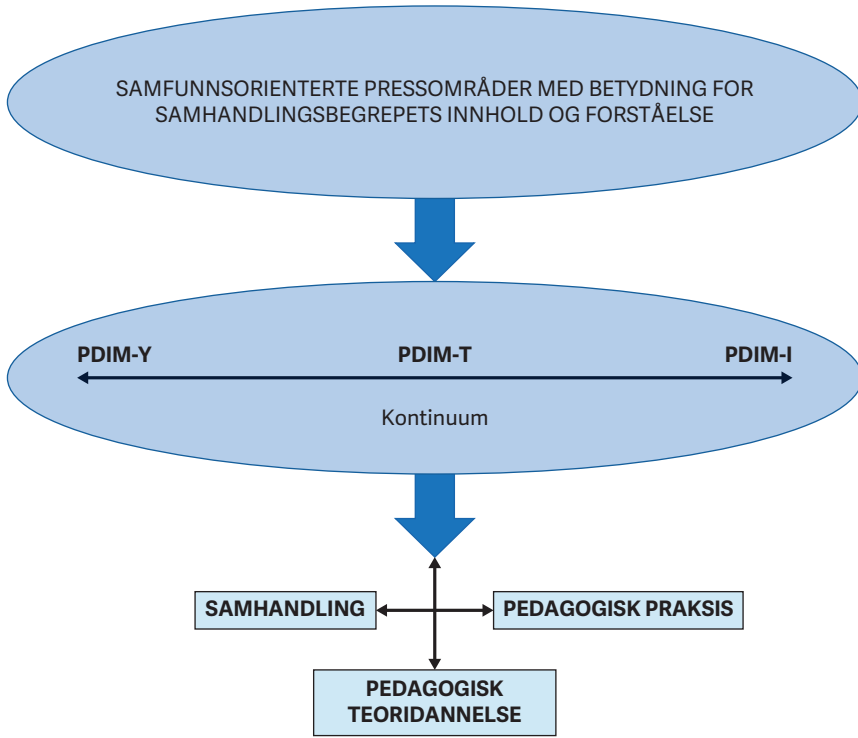 SAMFUNNSORIENTERTE PRESSOMRÅDER MED BETYDNING FOR
SAMHANDLINGSBEGREPETS INNHOLD OG FORSTÅELSE
PDIM-Y PDIM-T PDIM-I
Kontinuum
SAMHANDLING PEDAGOGISK PRAKSIS
PEDAGOGISK
TEORIDANNELSE